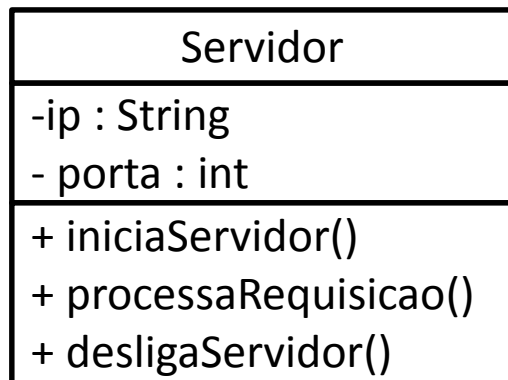 Servidor
-ip : String
- porta : int
+ iniciaServidor()
+ processaRequisicao()
+ desligaServidor()